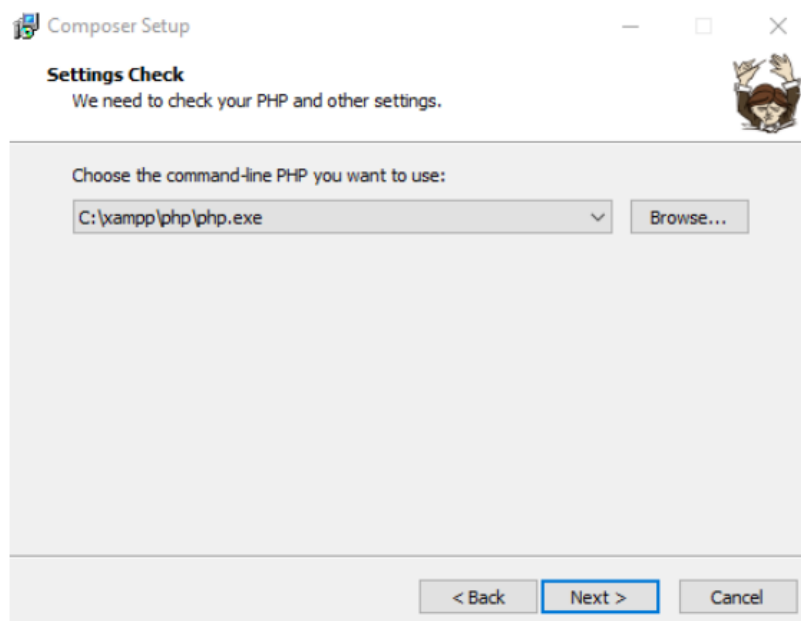 Composer Setup
Settings Check
We need to check your PHP and other settings.
Choose the command-line PHP you want to use:
C:\xampp\php\php.exe
Browse...
< Back
Next >
Cancel